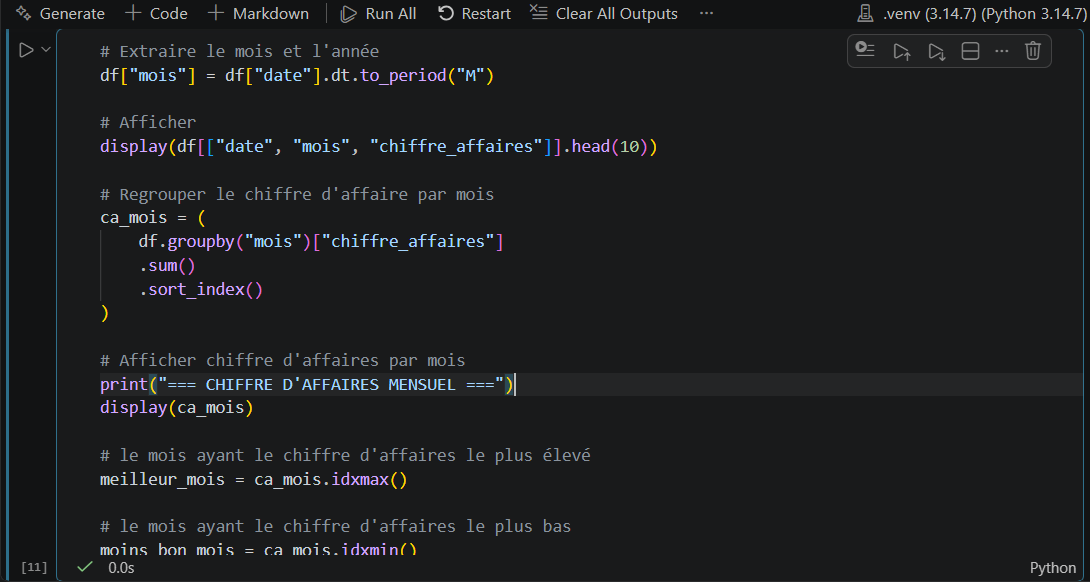 Generate Code Markdown Run All Restart Clear All Outputs ... .venv (3.14.7) (Python 3.14.7)
# Extraire le mois et l'année
df["mois"] = df["date"].dt.to_period("M")
# Afficher
display(df[["date", "mois", "chiffre_affaires"]].head(10))
# Regrouper le chiffre d'affaire par mois
ca_mois = (
    df.groupby("mois")["chiffre_affaires"]
    .sum()
    .sort_index()
)
# Afficher chiffre d'affaires par mois
print("=== CHIFFRE D'AFFAIRES MENSUEL ===")
display(ca_mois)
# le mois ayant le chiffre d'affaires le plus élevé
meilleur_mois = ca_mois.idxmax()
# le mois ayant le chiffre d'affaires le plus bas
moins_bon_mois = ca_mois.idxmin()
[11] 0.0s Python